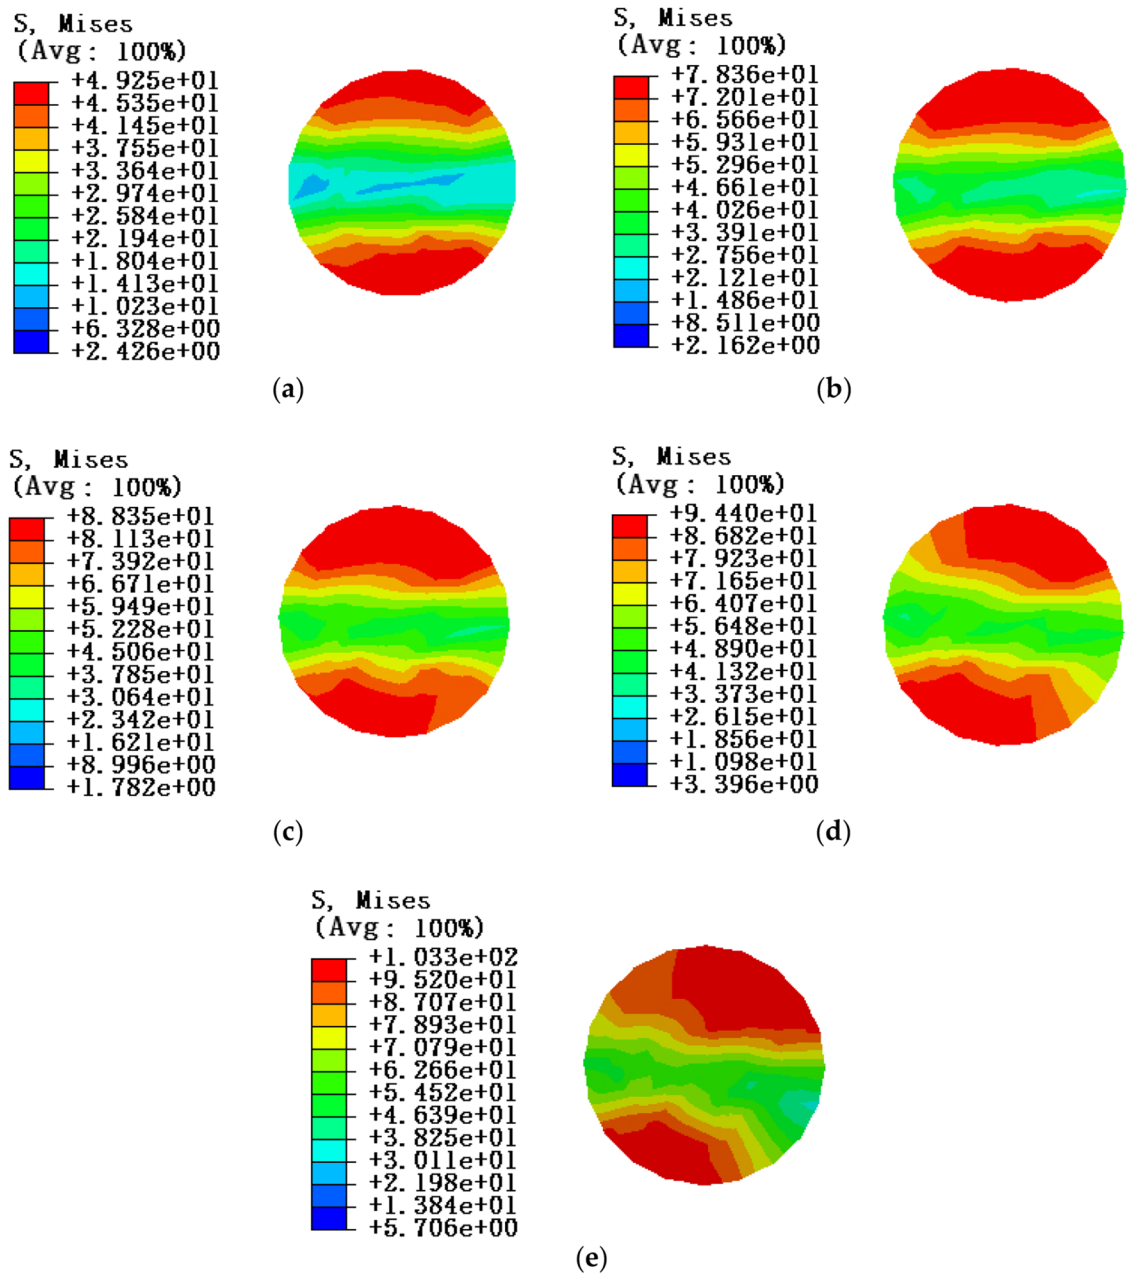 S, Mises
(Avg: 100%)
+4.925e+01
+4.535e+01
+4.145e+01
+3.755e+01
+3.364e+01
+2.974e+01
+2.584e+01
+2.194e+01
+1.804e+01
+1.413e+01
+1.023e+01
+6.328e+00
+2.426e+00
(a)
S, Mises
(Avg: 100%)
+7.836e+01
+7.201e+01
+6.566e+01
+5.931e+01
+5.296e+01
+4.661e+01
+4.026e+01
+3.391e+01
+2.756e+01
+2.121e+01
+1.486e+01
+8.511e+00
+2.162e+00
(b)
S, Mises
(Avg: 100%)
+8.835e+01
+8.113e+01
+7.392e+01
+6.671e+01
+5.949e+01
+5.228e+01
+4.506e+01
+3.785e+01
+3.064e+01
+2.342e+01
+1.621e+01
+8.996e+00
+1.782e+00
(c)
S, Mises
(Avg: 100%)
+9.440e+01
+8.682e+01
+7.923e+01
+7.165e+01
+6.407e+01
+5.648e+01
+4.890e+01
+4.132e+01
+3.373e+01
+2.615e+01
+1.856e+01
+1.098e+01
+3.396e+00
(d)
S, Mises
(Avg: 100%)
+1.033e+02
+9.520e+01
+8.707e+01
+7.893e+01
+7.079e+01
+6.266e+01
+5.452e+01
+4.639e+01
+3.825e+01
+3.011e+01
+2.198e+01
+1.384e+01
+5.706e+00
(e)